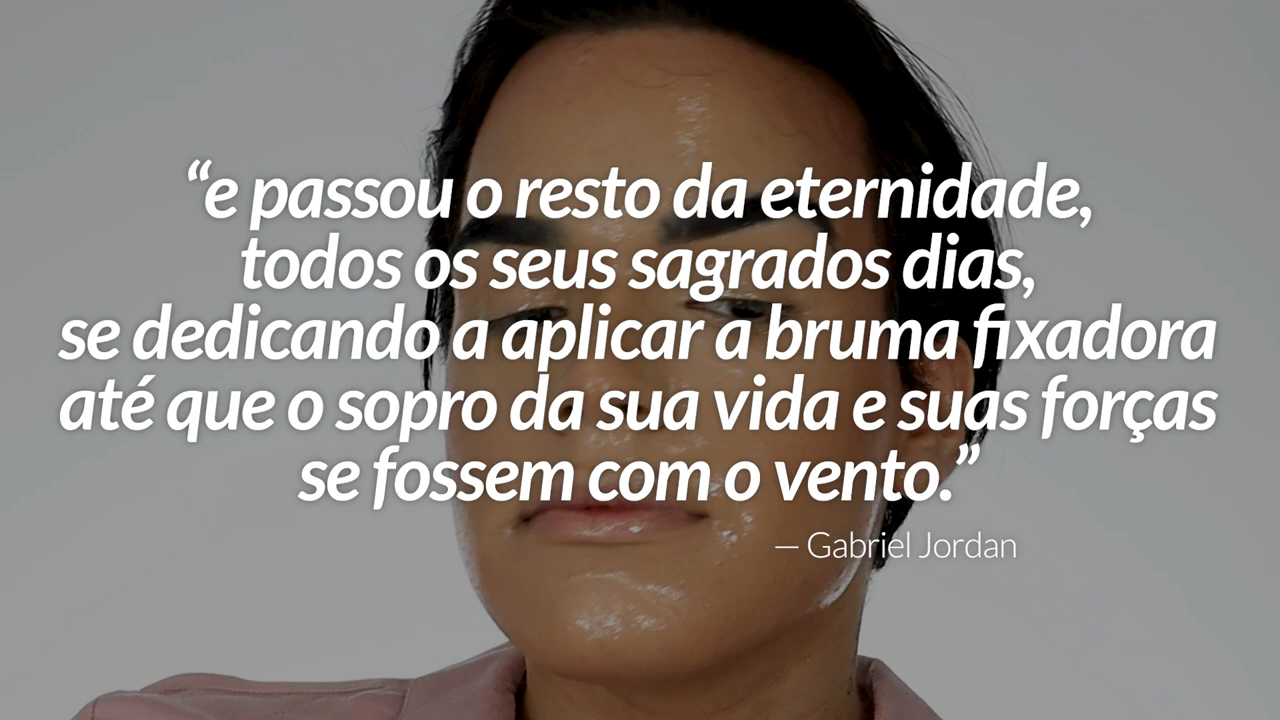 “e passou o resto da eternidade,
todos os seus sagrados dias,
se dedicando a aplicar a bruma fixadora
até que o sopro da sua vida e suas forças
se fossem com o vento.”
— Gabriel Jordan